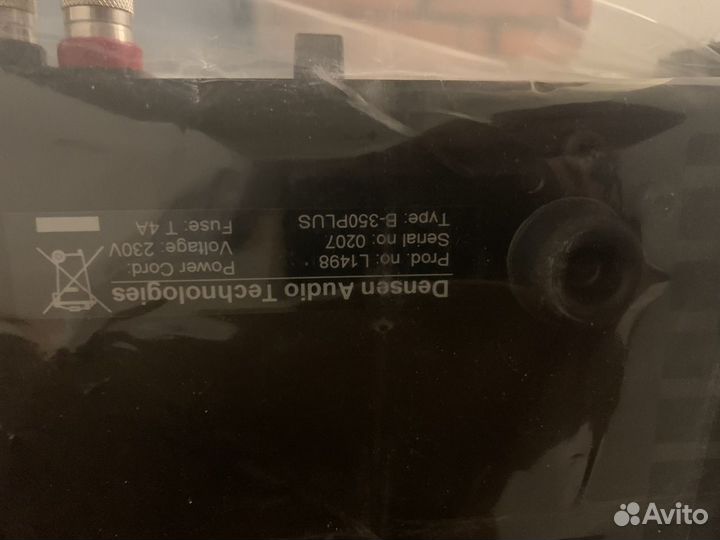 Densen Audio Technologies
Prod. no: L1498
Serial no: 0207
Type: B-350PLUS
Power Cord:
Voltage: 230V
Fuse: T 4A
Avito